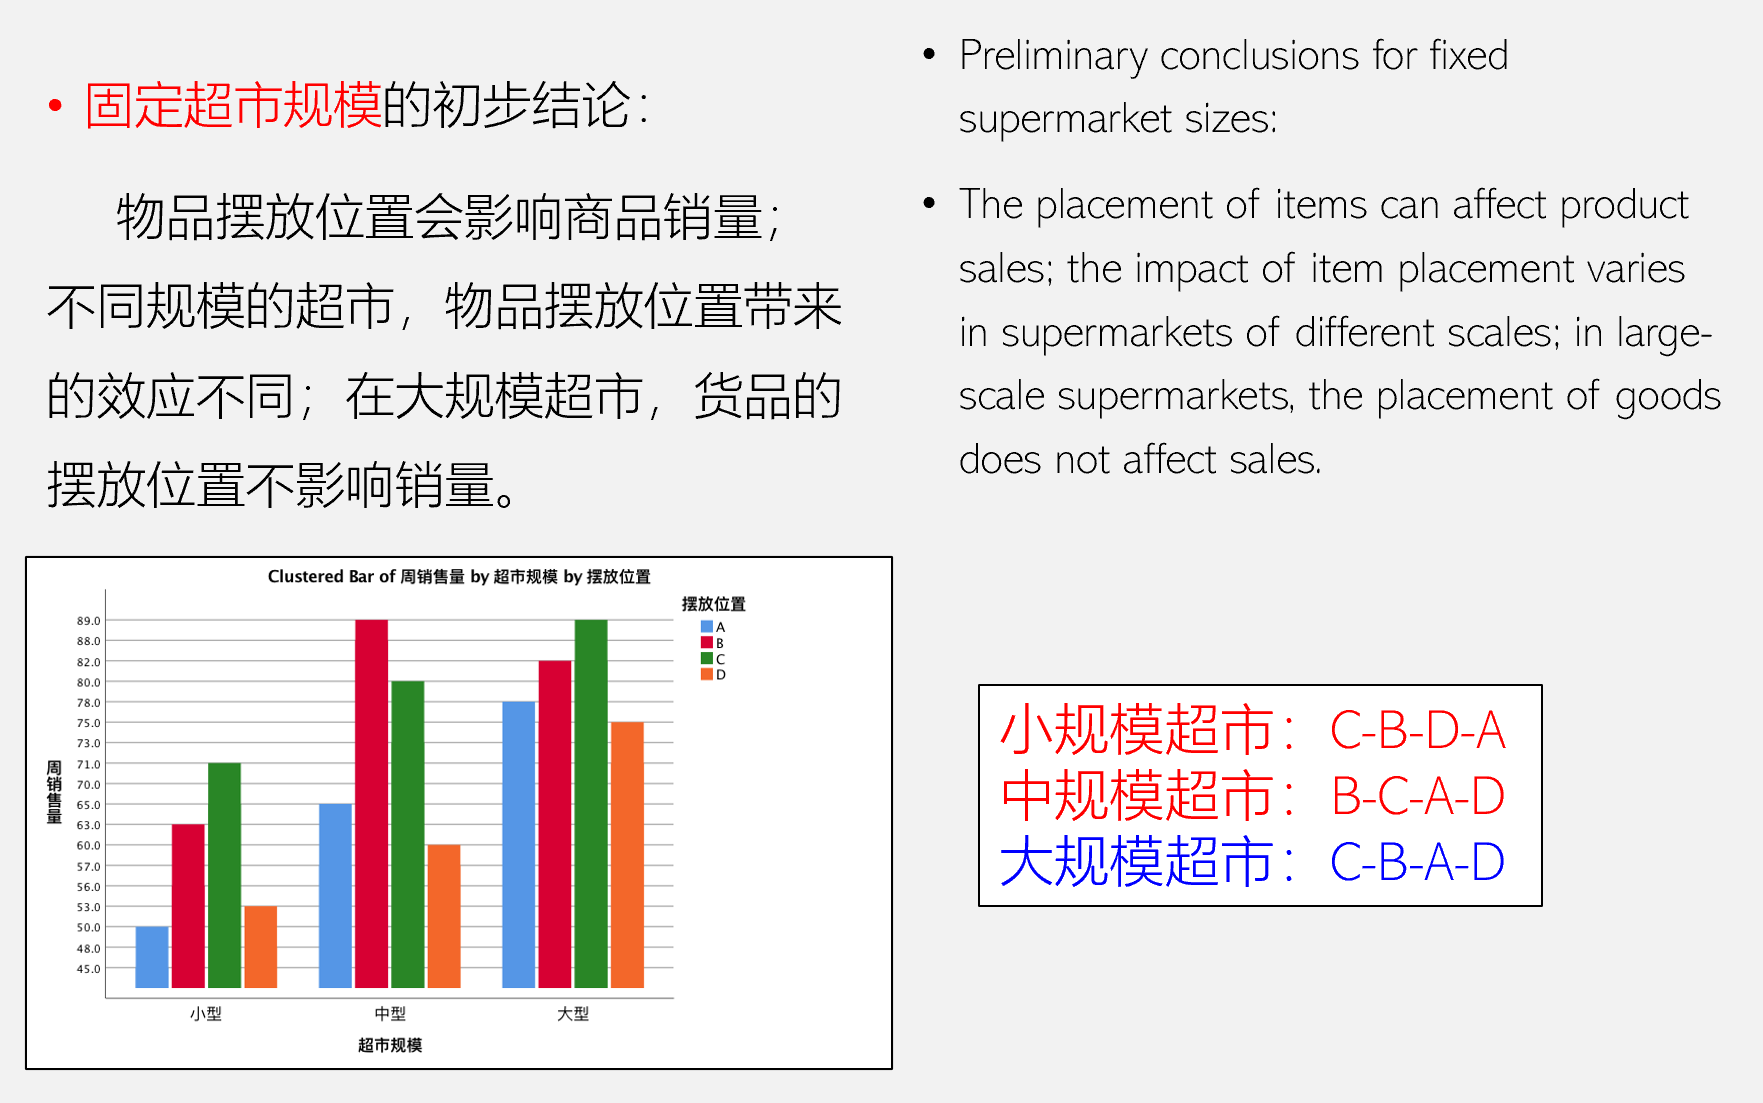 • 固定超市规模的初步结论：
物品摆放位置会影响商品销量；
不同规模的超市，物品摆放位置带来
的效应不同；在大规模超市，货品的
摆放位置不影响销量。
• Preliminary conclusions for fixed
supermarket sizes:
• The placement of items can affect product
sales; the impact of item placement varies
in supermarkets of different scales; in large-
scale supermarkets, the placement of goods
does not affect sales.
Clustered Bar of 周销售量 by 超市规模 by 摆放位置
摆放位置
A
B
C
D
周销售量
89.0
88.0
82.0
80.0
78.0
75.0
73.0
71.0
70.0
65.0
63.0
60.0
57.0
56.0
53.0
50.0
48.0
45.0
小型 中型 大型
超市规模
小规模超市：C-B-D-A
中规模超市：B-C-A-D
大规模超市：C-B-A-D